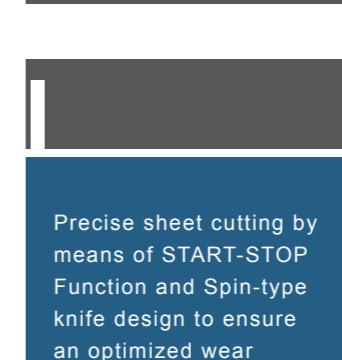 Precise sheet cutting by
means of START-STOP
Function and Spin-type
knife design to ensure
an optimized wear